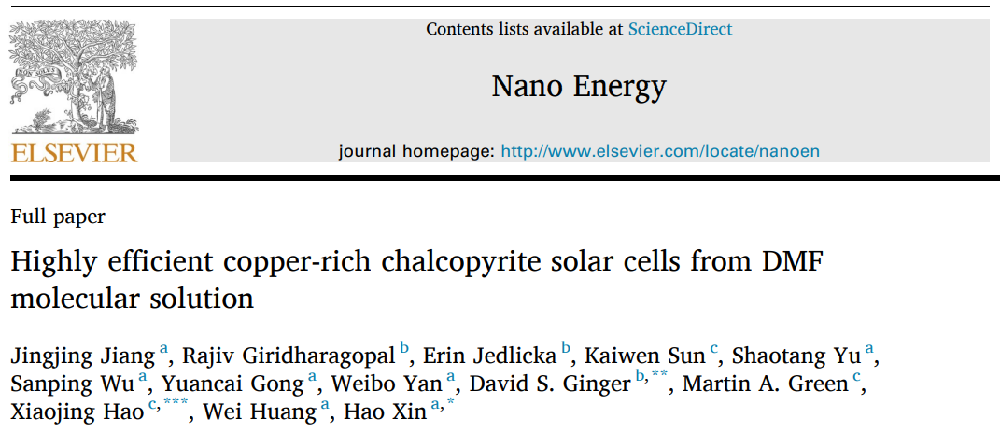 Contents lists available at ScienceDirect
Nano Energy
NON SOLUS
ELSEVIER
journal homepage: http://www.elsevier.com/locate/nanoen
Full paper
Highly efficient copper-rich chalcopyrite solar cells from DMF
molecular solution
Jingjing Jiang a, Rajiv Giridharagopal b, Erin Jedlicka b, Kaiwen Sun c, Shaotang Yu a,
Sanping Wu a, Yuancai Gong a, Weibo Yan a, David S. Ginger b,**, Martin A. Green c,
Xiaojing Hao c,***, Wei Huang a, Hao Xin a,*